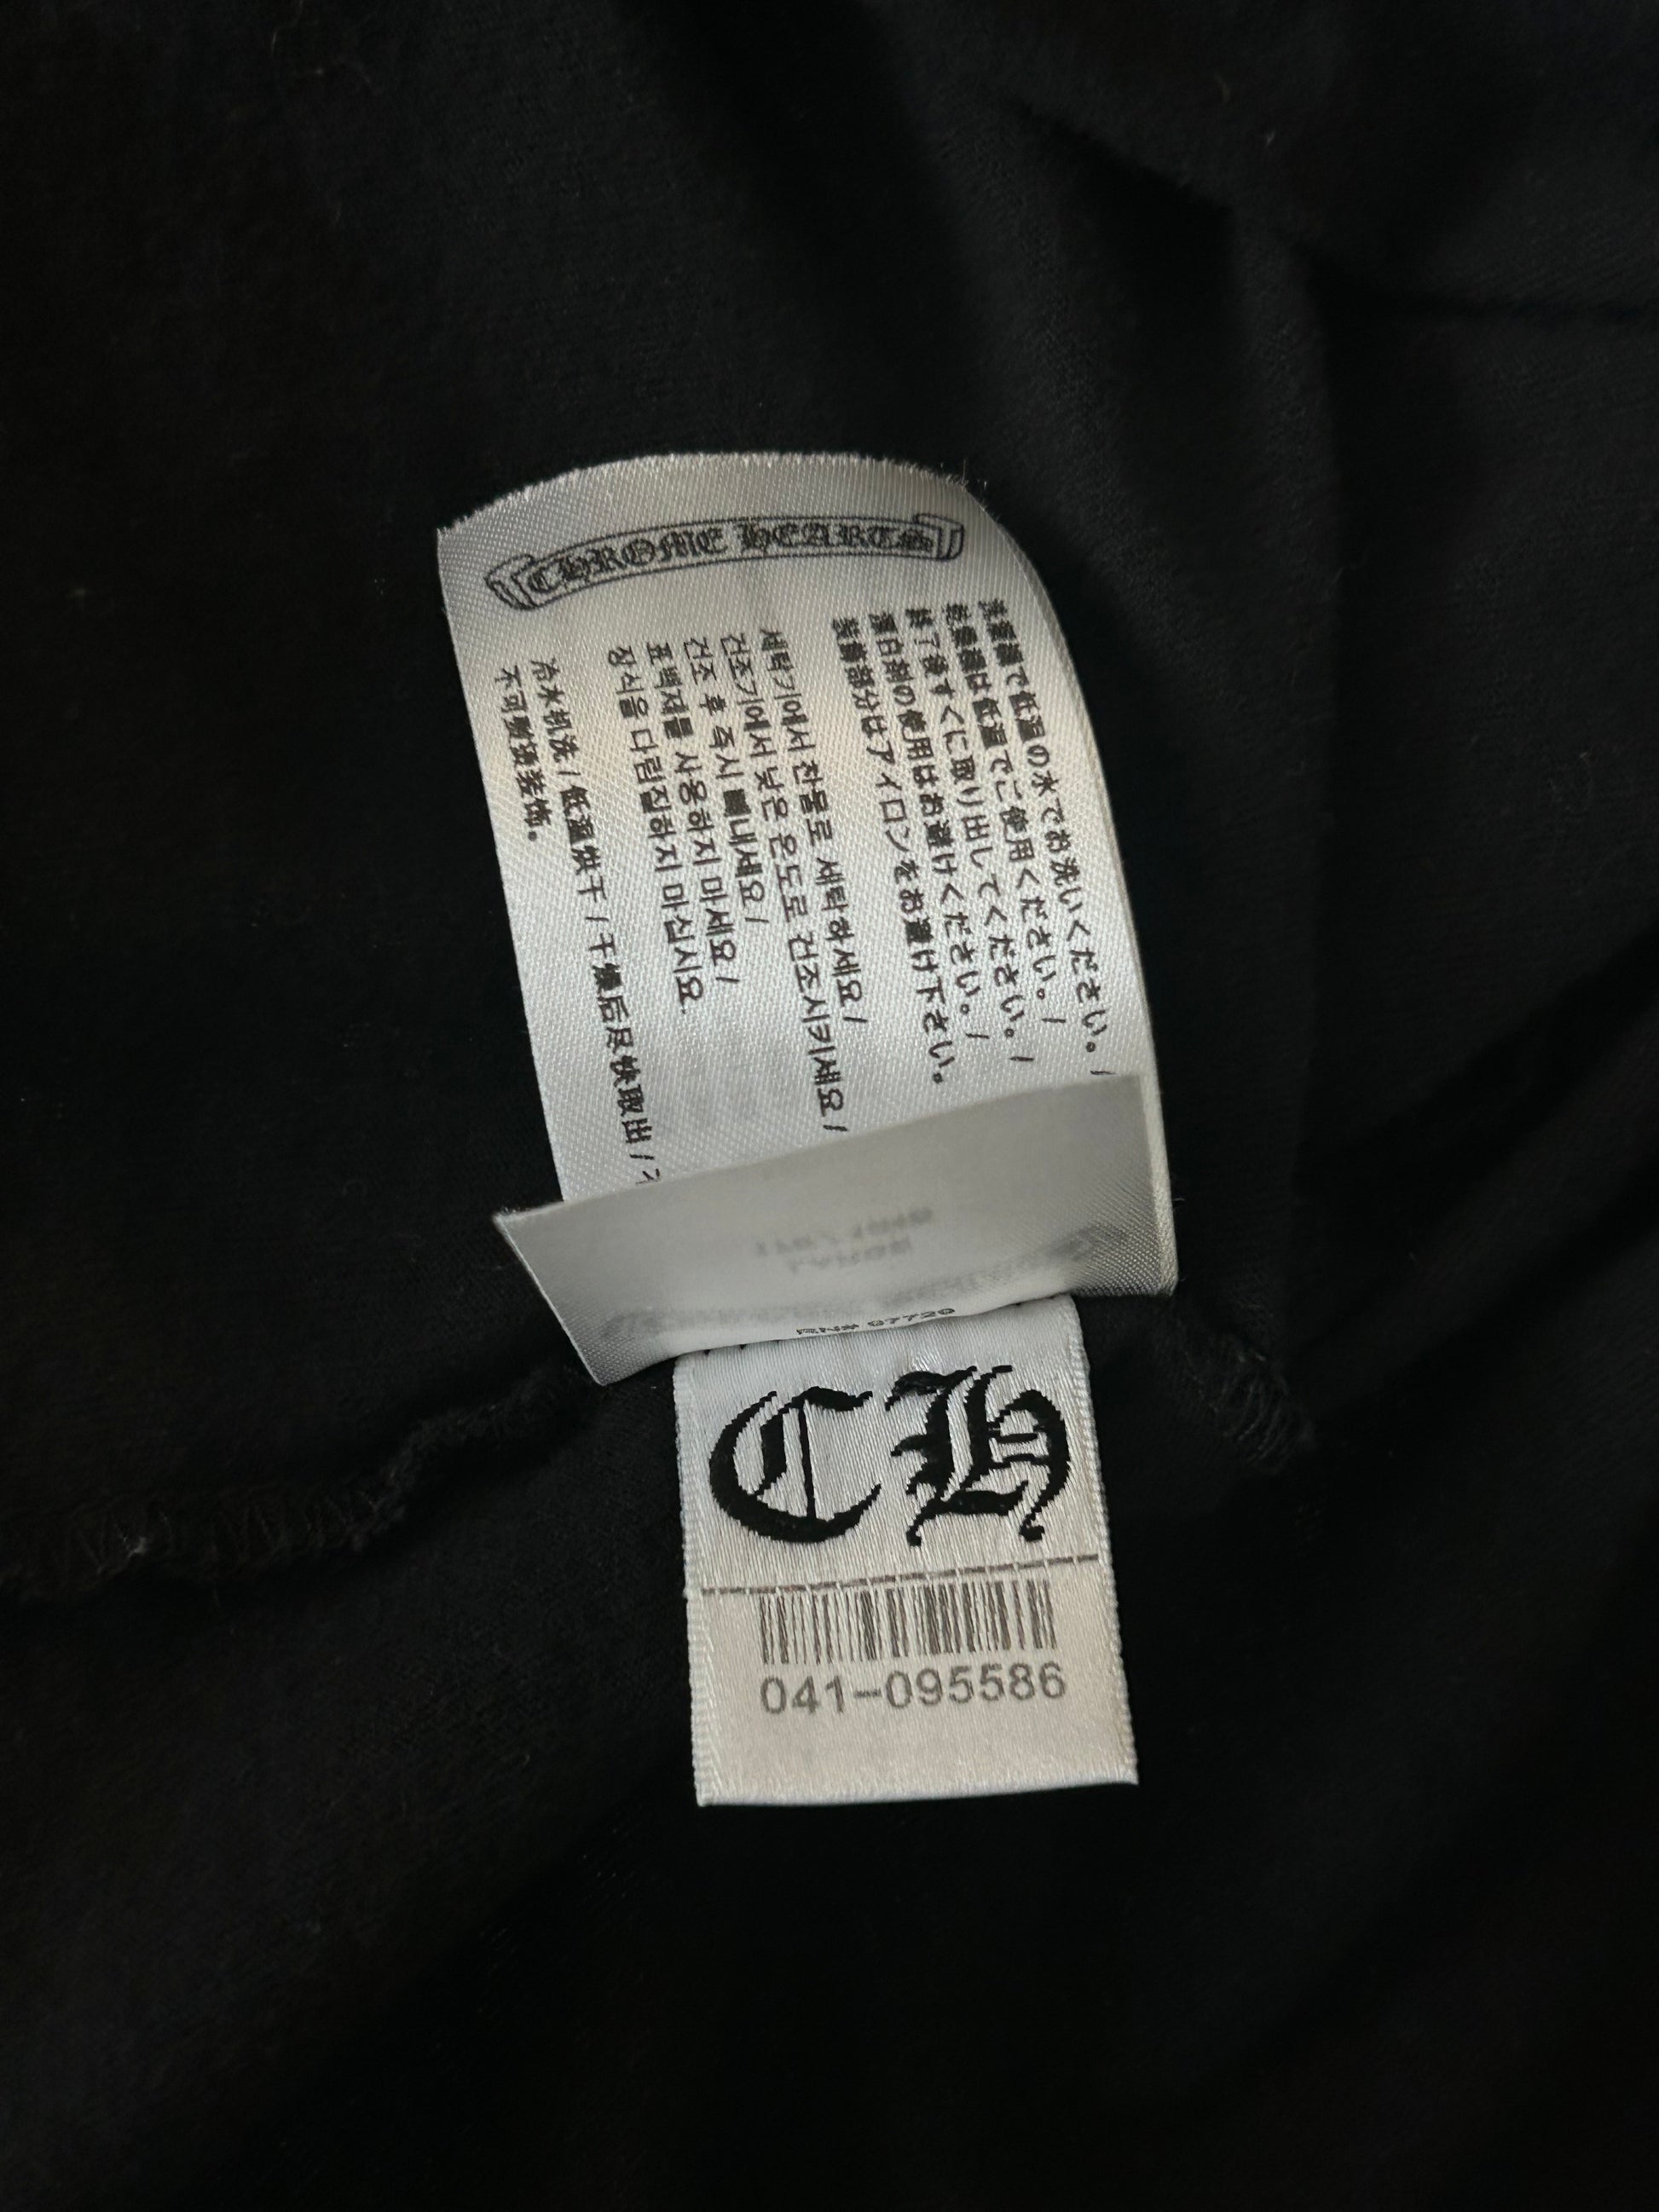 CHROME HEARTS
洗濯機で低温の水でお洗いください。/
乾燥機は低温でご使用ください。/
終了後すぐに取り出してください。/
漂白剤の使用はお避けください。/
装飾部分はアイロンをお避け下さい。
세탁기에서 찬물로 세탁하세요/
건조기에서 낮은 온도로 건조시키세요/
건조 후 즉시 빼내세요/
표백제를 사용하지 마세요/
장식을 다림질하지 마십시오.
冷水机洗/低温烘干/干燥后尽快取出/不
不可熨烫装饰。
CH
041-095586